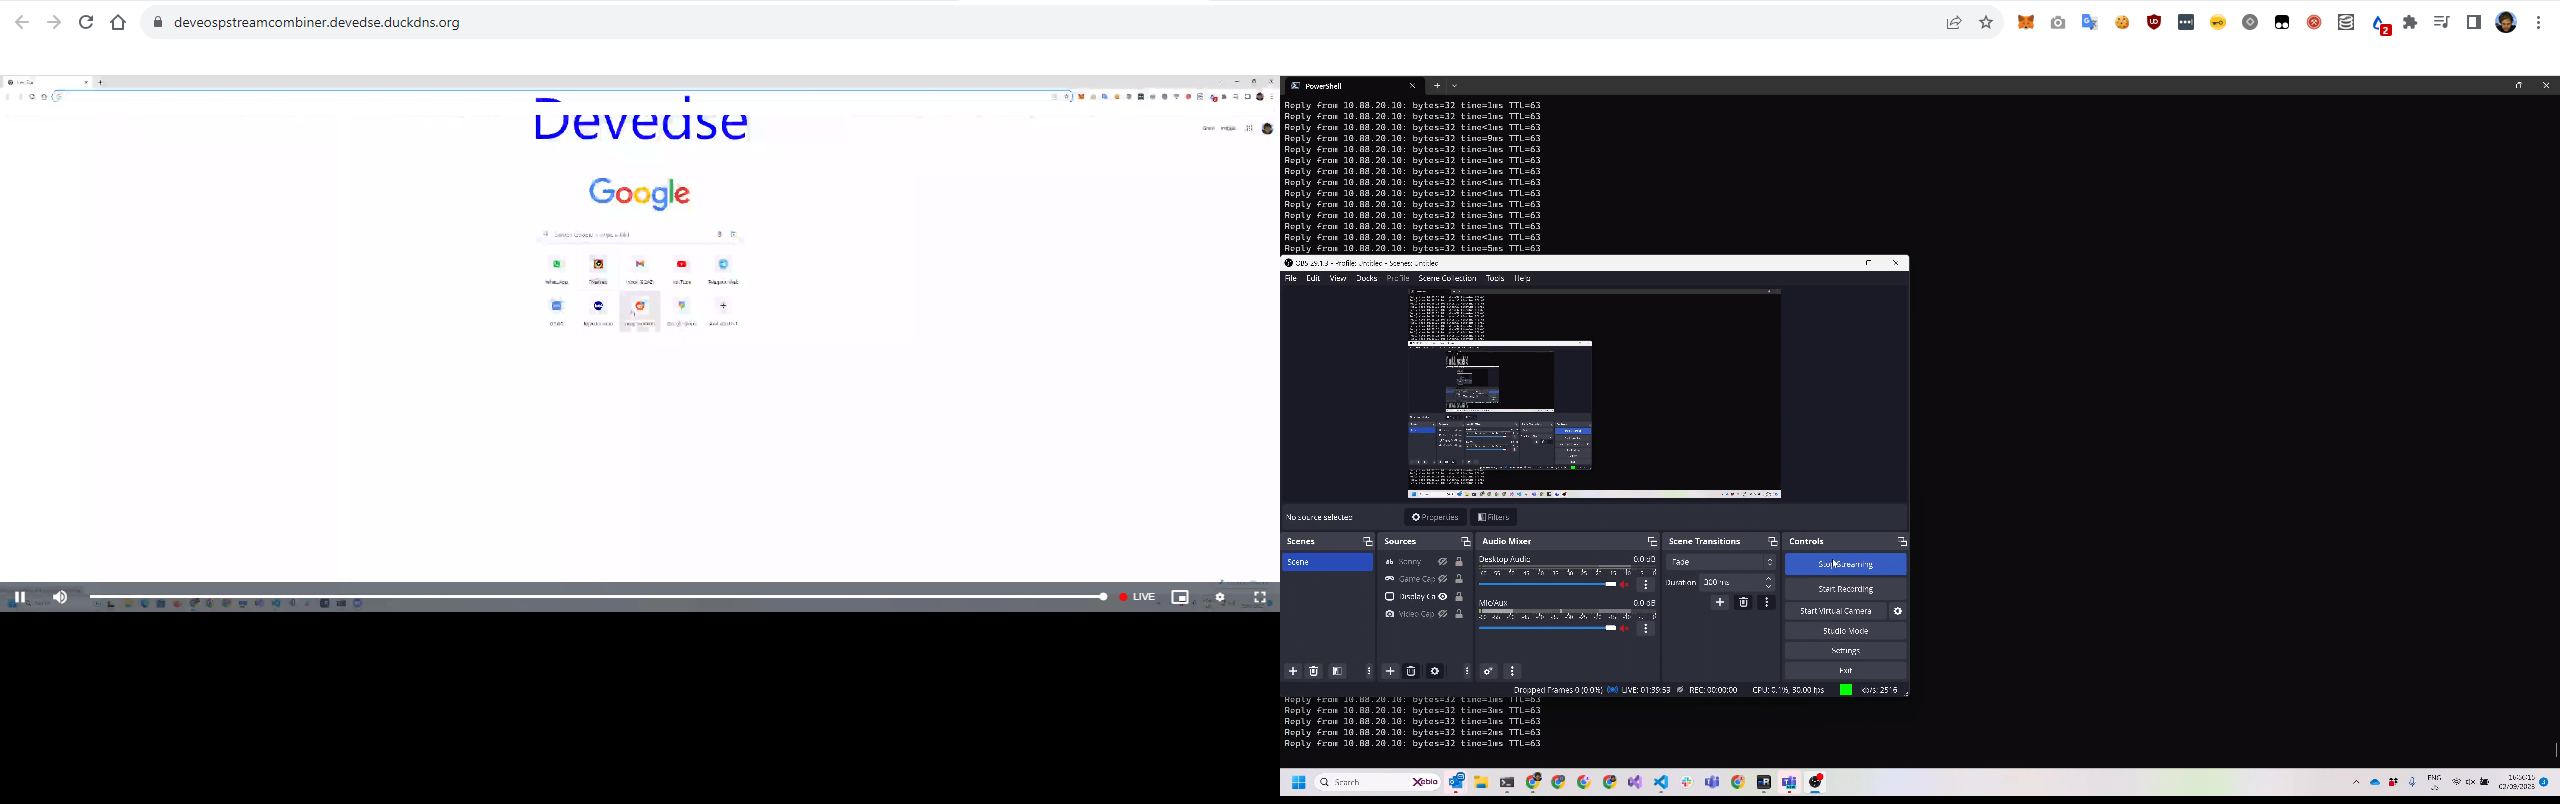 deveospstreamcombiner.devedse.duckdns.org
2
Devedse
Google
LIVE
PowerShell
Reply from 10.88.20.10: bytes=32 time=1ms TTL=63
Reply from 10.88.20.10: bytes=32 time=1ms TTL=63
Reply from 10.88.20.10: bytes=32 time<1ms TTL=63
Reply from 10.88.20.10: bytes=32 time=9ms TTL=63
Reply from 10.88.20.10: bytes=32 time=1ms TTL=63
Reply from 10.88.20.10: bytes=32 time=1ms TTL=63
Reply from 10.88.20.10: bytes=32 time=1ms TTL=63
Reply from 10.88.20.10: bytes=32 time<1ms TTL=63
Reply from 10.88.20.10: bytes=32 time<1ms TTL=63
Reply from 10.88.20.10: bytes=32 time=1ms TTL=63
Reply from 10.88.20.10: bytes=32 time=3ms TTL=63
Reply from 10.88.20.10: bytes=32 time=1ms TTL=63
Reply from 10.88.20.10: bytes=32 time<1ms TTL=63
Reply from 10.88.20.10: bytes=32 time=5ms TTL=63
OBS 29.1.3 - Profile: Untitled - Scenes: Untitled
File Edit View Docks Profile Scene Collection Tools Help
No source selected Properties Filters
Scenes Sources Audio Mixer Scene Transitions Controls
Scene
Sonny
Game Cap
Display Ca
Video Cap
Desktop Audio 0.0 dB
Mic/Aux 0.0 dB
Fade
Duration 300 ms
Stop Streaming
Start Recording
Start Virtual Camera
Studio Mode
Settings
Exit
Dropped Frames 0 (0.0%) LIVE: 01:39:69 REC: 00:00:00 CPU: 0.1%, 30.00 fps kb/s: 2516
Reply from 10.88.20.10: bytes=32 time=1ms TTL=63
Reply from 10.88.20.10: bytes=32 time=3ms TTL=63
Reply from 10.88.20.10: bytes=32 time=1ms TTL=63
Reply from 10.88.20.10: bytes=32 time=2ms TTL=63
Reply from 10.88.20.10: bytes=32 time=1ms TTL=63
Search Xebia
ENG